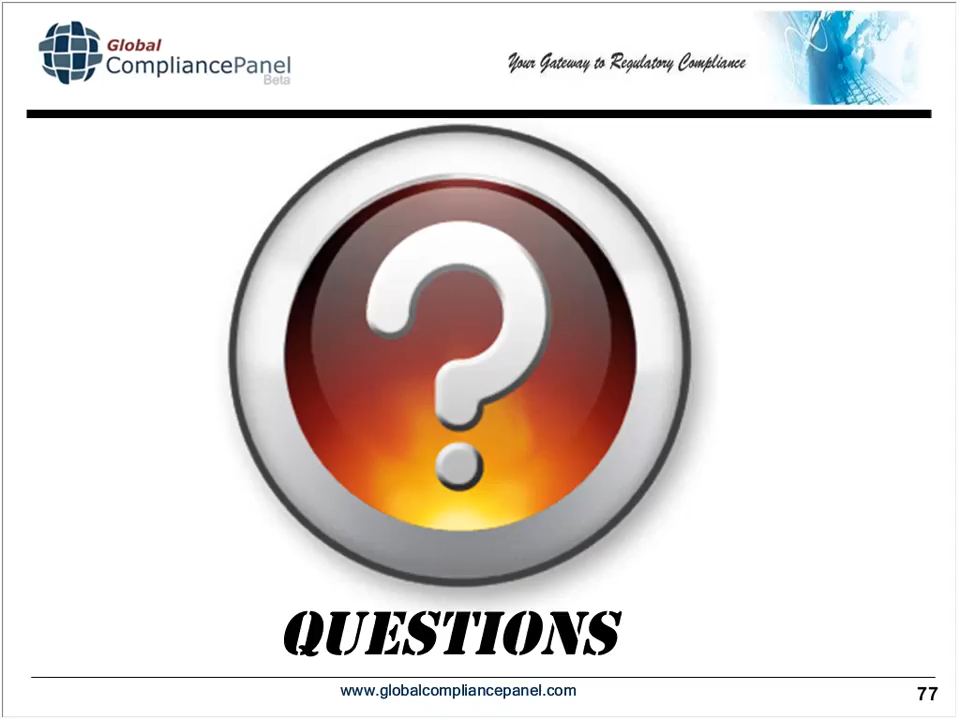 Global
CompliancePanel
Beta
Your Gateway to Regulatory Compliance
?
QUESTIONS
www.globalcompliancepanel.com
77